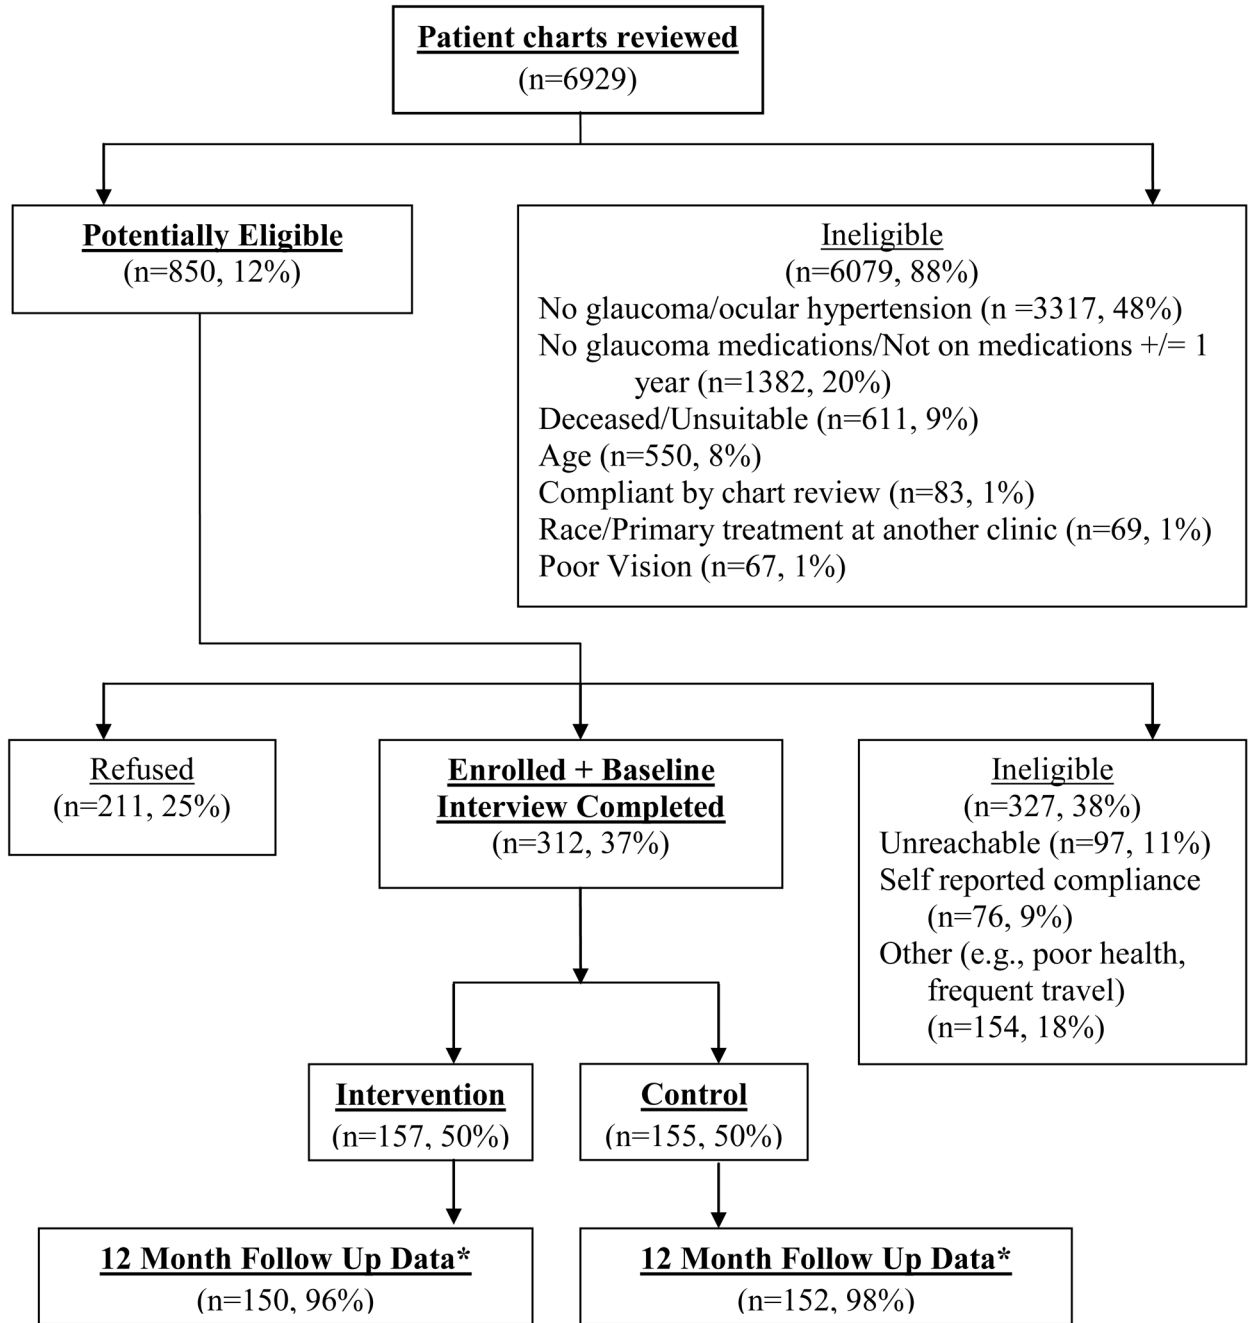 Patient charts reviewed
(n=6929)
Potentially Eligible
(n=850, 12%)
Ineligible
(n=6079, 88%)
No glaucoma/ocular hypertension (n =3317, 48%)
No glaucoma medications/Not on medications +/= 1
year (n=1382, 20%)
Deceased/Unsuitable (n=611, 9%)
Age (n=550, 8%)
Compliant by chart review (n=83, 1%)
Race/Primary treatment at another clinic (n=69, 1%)
Poor Vision (n=67, 1%)
Refused
(n=211, 25%)
Enrolled + Baseline
Interview Completed
(n=312, 37%)
Ineligible
(n=327, 38%)
Unreachable (n=97, 11%)
Self reported compliance
(n=76, 9%)
Other (e.g., poor health,
frequent travel)
(n=154, 18%)
Intervention
(n=157, 50%)
Control
(n=155, 50%)
12 Month Follow Up Data*
(n=150, 96%)
12 Month Follow Up Data*
(n=152, 98%)